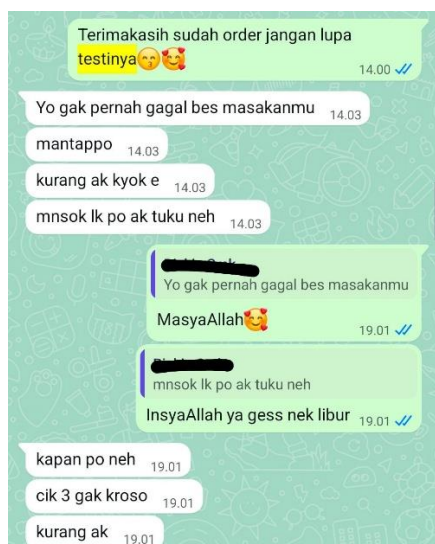 Terimakasih sudah order jangan lupa
testinya😙🥰
14.00
Yo gak pernah gagal bes masakanmu 14.03
mantappo 14.03
kurang ak kyok e 14.03
mnsok lk po ak tuku neh 14.03
Yo gak pernah gagal bes masakanmu
MasyaAllah🥰
19.01
mnsok lk po ak tuku neh
InsyaAllah ya gess nek libur 19.01
kapan po neh 19.01
cik 3 gak kroso 19.01
kurang ak 19.01